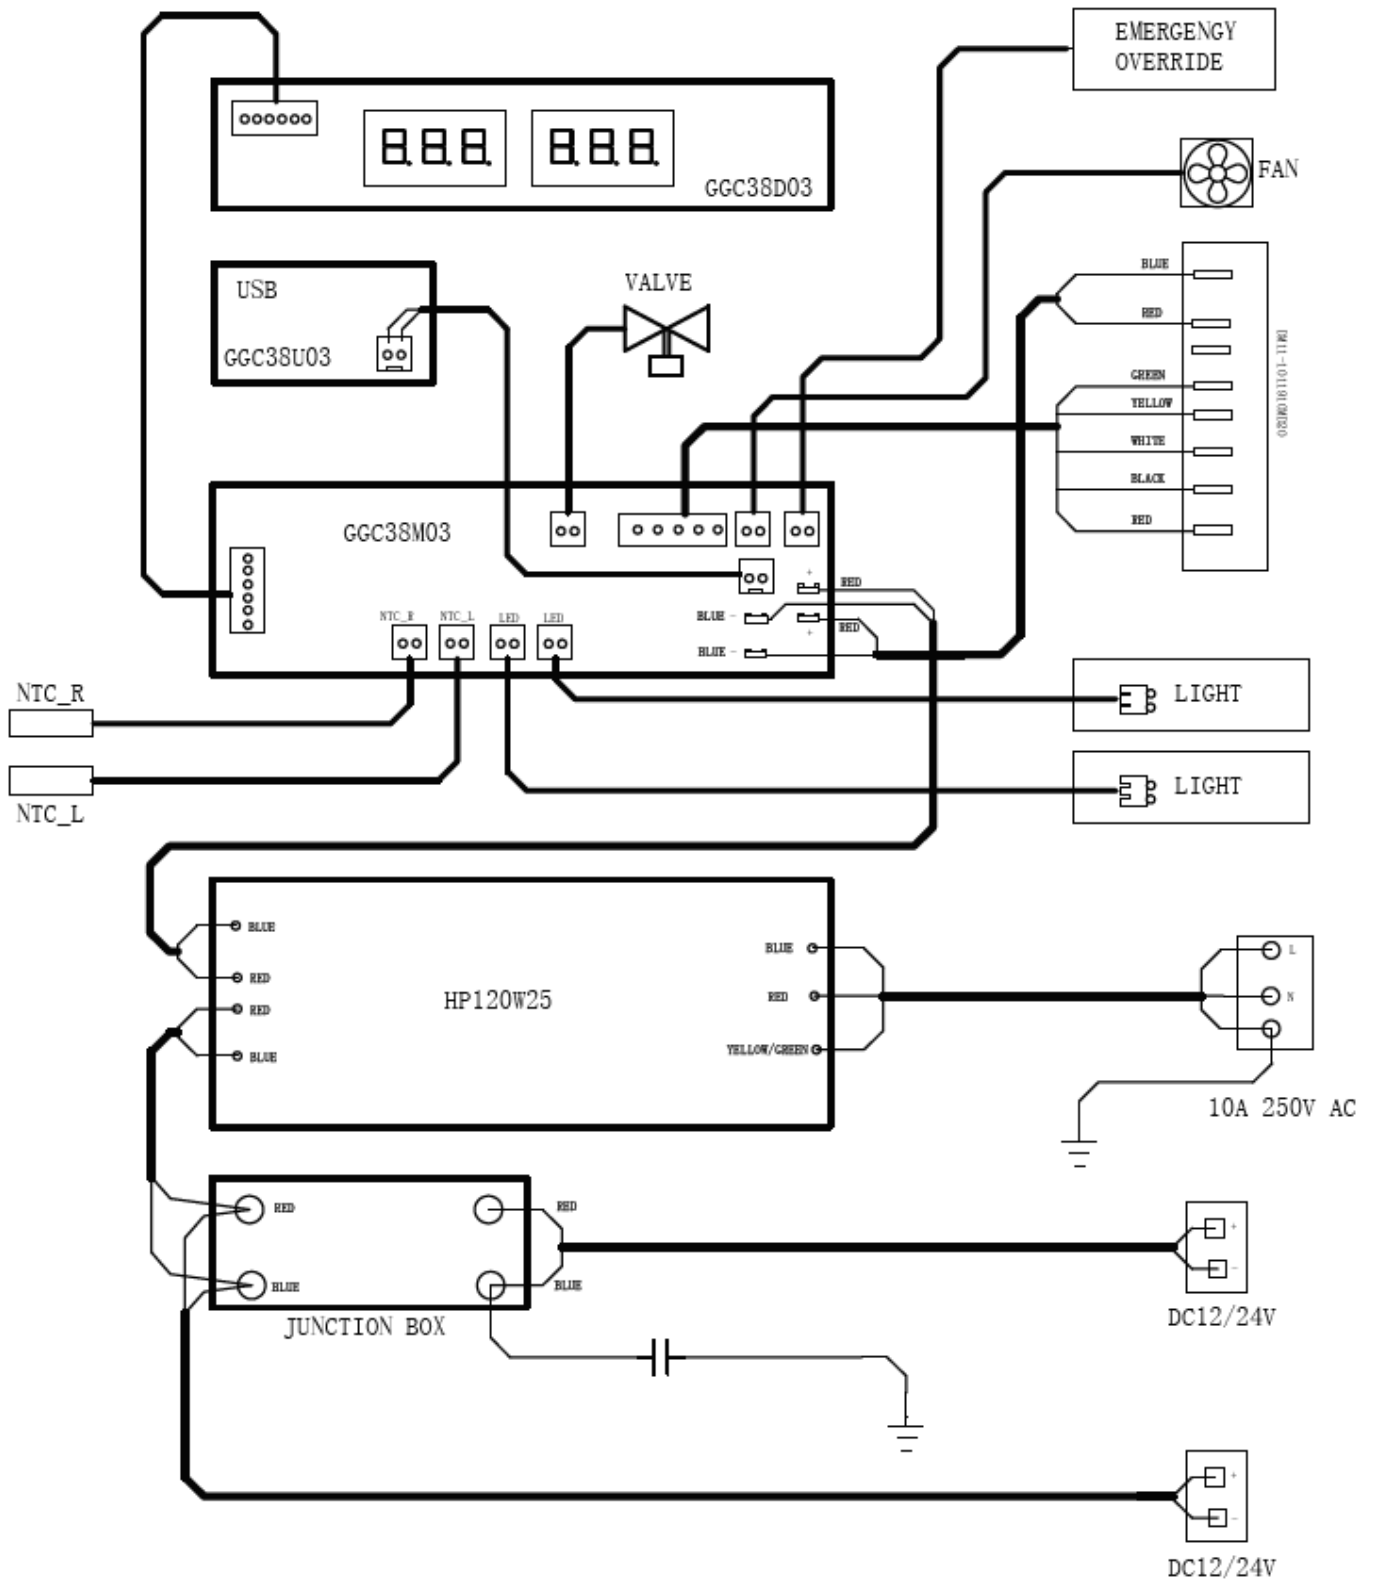 EMERGENGY
OVERRIDE
FAN
GGC38D03
USB
GGC38U03
VALVE
BLUE
RED
GREEN
YELLOW
WHITE
BLACK
RED
GGC38M03
+
RED
BLUE -
RED
+
BLUE -
NTC_R
NTC_L
LED
LED
NTC_R
NTC_L
LIGHT
LIGHT
BLUE
RED
RED
BLUE
HP120W25
BLUE
RED
YELLOW/GREEN
L
N
10A 250V AC
RED
BLUE
RED
BLUE
JUNCTION BOX
+
-
DC12/24V
+
-
DC12/24V